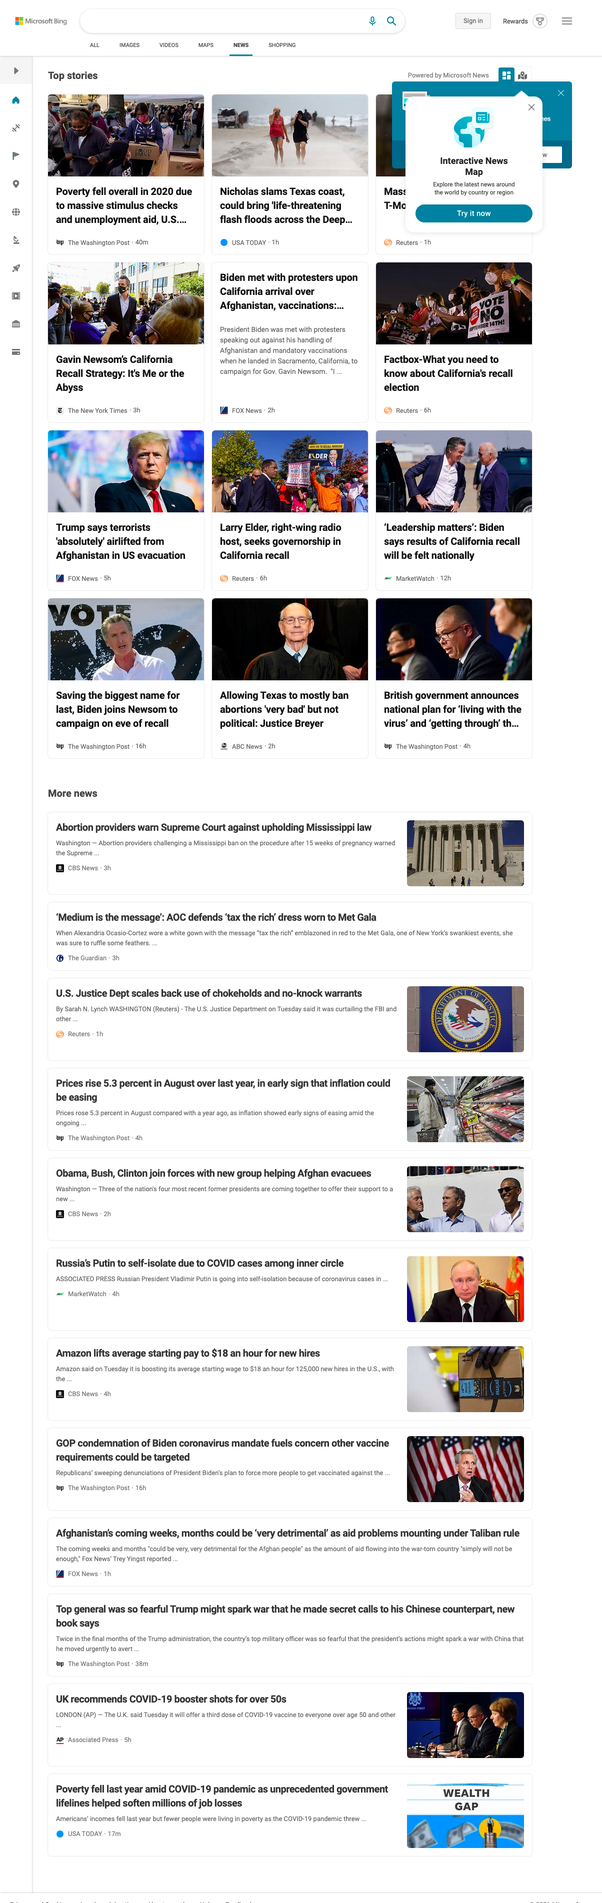 Microsoft Bing
Sign in
Rewards
ALL
IMAGES
VIDEOS
MAPS
NEWS
SHOPPING
Top stories
Powered by Microsoft News
Interactive News
Map
Explore the latest news around
the world by country or region
Try it now
Poverty fell overall in 2020 due
to massive stimulus checks
and unemployment aid, U.S....
The Washington Post · 40m
Nicholas slams Texas coast,
could bring 'life-threatening
flash floods across the Deep...
USA TODAY · 1h
Mass
T-Mo
Reuters · 1h
Gavin Newsom's California
Recall Strategy: It's Me or the
Abyss
The New York Times · 3h
Biden met with protesters upon
California arrival over
Afghanistan, vaccinations:...
President Biden was met with protesters
speaking out against his handling of
Afghanistan and mandatory vaccinations
when he landed in Sacramento, California, to
campaign for Gov. Gavin Newsom. "I ...
FOX News · 2h
VOTE
NO
Factbox-What you need to
know about California's recall
election
Reuters · 6h
Trump says terrorists
'absolutely' airlifted from
Afghanistan in US evacuation
FOX News · 5h
ELDER
Larry Elder, right-wing radio
host, seeks governorship in
California recall
Reuters · 6h
'Leadership matters': Biden
says results of California recall
will be felt nationally
MarketWatch · 12h
VOTE
NO
Saving the biggest name for
last, Biden joins Newsom to
campaign on eve of recall
The Washington Post · 16h
Allowing Texas to mostly ban
abortions 'very bad' but not
political: Justice Breyer
ABC News · 2h
British government announces
national plan for 'living with the
virus' and 'getting through' th...
The Washington Post · 4h
More news
Abortion providers warn Supreme Court against upholding Mississippi law
Washington — Abortion providers challenging a Mississippi ban on the procedure after 15 weeks of pregnancy warned
the Supreme ...
CBS News · 3h
'Medium is the message': AOC defends 'tax the rich' dress worn to Met Gala
When Alexandria Ocasio-Cortez wore a white gown with the message "tax the rich" emblazoned in red to the Met Gala, one of New York's swankiest events, she
was sure to ruffle some feathers. ...
The Guardian · 3h
U.S. Justice Dept scales back use of chokeholds and no-knock warrants
By Sarah N. Lynch WASHINGTON (Reuters) - The U.S. Justice Department on Tuesday said it was curtailing the FBI and
other ...
Reuters · 1h
Prices rise 5.3 percent in August over last year, in early sign that inflation could
be easing
Prices rose 5.3 percent in August compared with a year ago, as inflation showed early signs of easing amid the
ongoing ...
The Washington Post · 4h
Obama, Bush, Clinton join forces with new group helping Afghan evacuees
Washington — Three of the nation's four most recent former presidents are coming together to offer their support to a
new ...
CBS News · 2h
Russia's Putin to self-isolate due to COVID cases among inner circle
ASSOCIATED PRESS Russian President Vladimir Putin is going into self-isolation because of coronavirus cases in ...
MarketWatch · 4h
Amazon lifts average starting pay to $18 an hour for new hires
Amazon said on Tuesday it is boosting its average starting wage to $18 an hour for 125,000 new hires in the U.S., with
the ...
CBS News · 4h
GOP condemnation of Biden coronavirus mandate fuels concern other vaccine
requirements could be targeted
Republicans' sweeping denunciations of President Biden's plan to force more people to get vaccinated against the ...
The Washington Post · 16h
Afghanistan's coming weeks, months could be 'very detrimental' as aid problems mounting under Taliban rule
The coming weeks and months "could be very, very detrimental for the Afghan people" as the amount of aid flowing into the war-torn country "simply will not be
enough," Fox News' Trey Yingst reported ...
FOX News · 1h
Top general was so fearful Trump might spark war that he made secret calls to his Chinese counterpart, new
book says
Twice in the final months of the Trump administration, the country's top military officer was so fearful that the president's actions might spark a war with China that
he moved urgently to avert ...
The Washington Post · 38m
UK recommends COVID-19 booster shots for over 50s
LONDON (AP) — The U.K. said Tuesday it will offer a third dose of COVID-19 vaccine to everyone over age 50 and other
...
AP Associated Press · 5h
Poverty fell last year amid COVID-19 pandemic as unprecedented government
lifelines helped soften millions of job losses
Americans' incomes fell last year but fewer people were living in poverty as the COVID-19 pandemic threw ...
USA TODAY · 17m
WEALTH
GAP